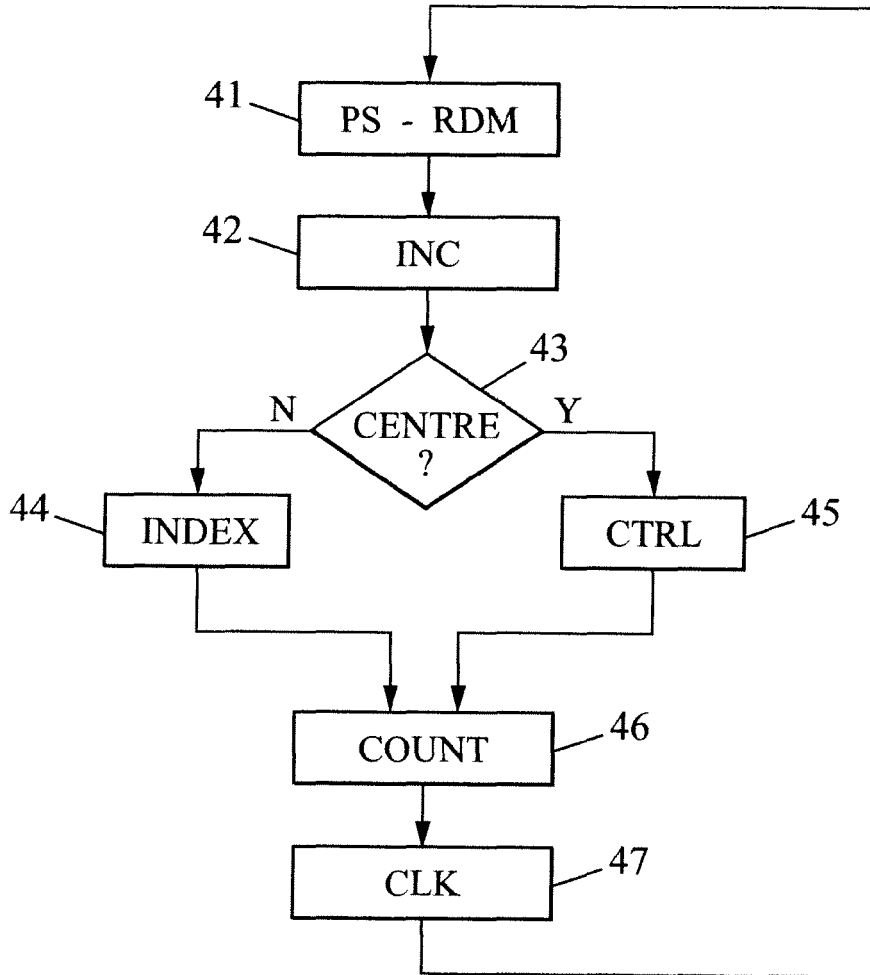 41
PS - RDM
42
INC
43
N
CENTRE
?
Y
44
INDEX
CTRL
45
COUNT
46
CLK
47